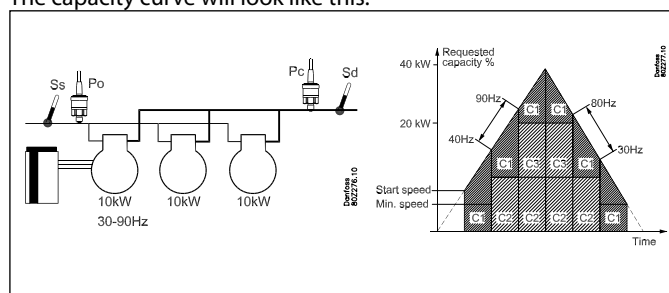 The capacity curve will look like this:
Ss
Po
Pc
Sd
10kW
10kW
10kW
30-90Hz
Danfoss
80Z276.10
Requested
capacity %
40 kW
20 kW
90Hz
40Hz
80Hz
30Hz
Start speed
Min. speed
C1
C1
C1
C3
C3
C1
C1
C2
C2
C2
C2
C1
Time
Danfoss
80Z277.10